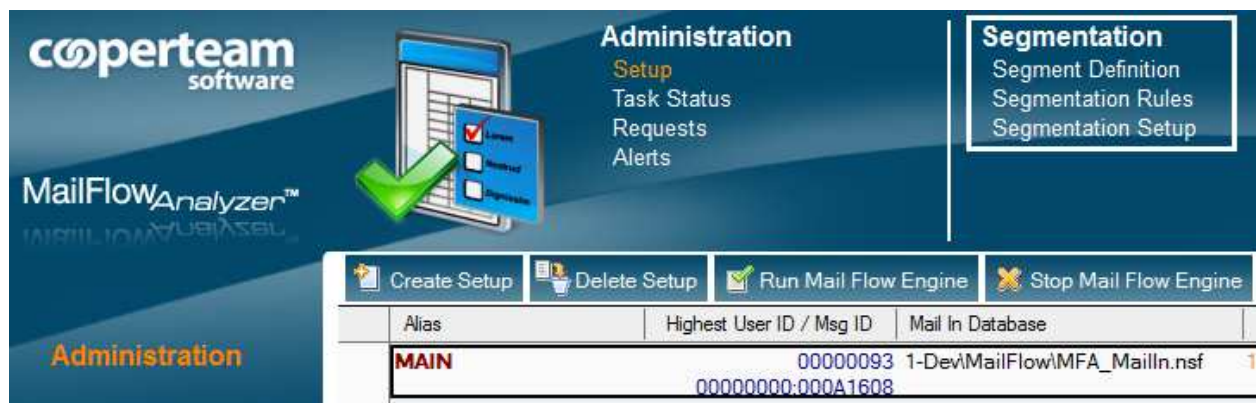 cooperteam
software
MailFlowAnalyzer™
Administration
Setup
Task Status
Requests
Alerts
Segmentation
Segment Definition
Segmentation Rules
Segmentation Setup
Create Setup Delete Setup Run Mail Flow Engine Stop Mail Flow Engine
Alias Highest User ID / Msg ID Mail In Database
Administration
MAIN 00000093 1-Dev\MailFlow\MFA_MailIn.nsf 1
00000000:000A1608